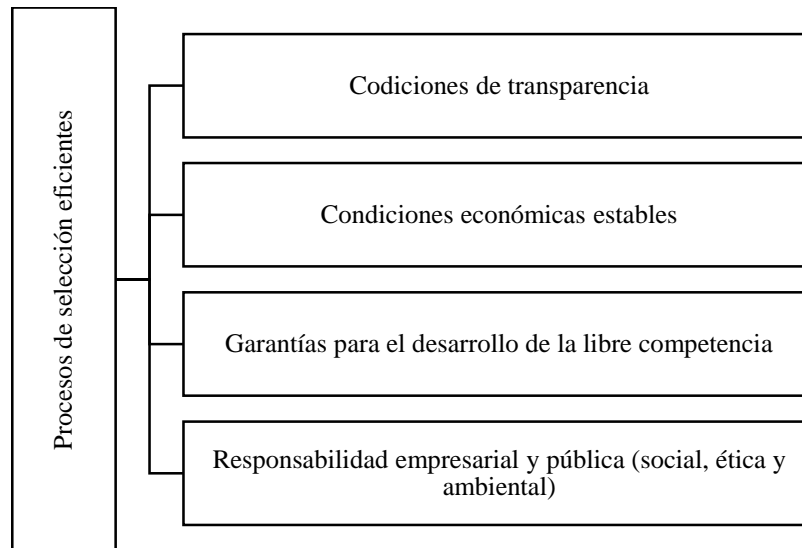 Procesos de selección eficientes
Codiciones de transparencia
Condiciones económicas estables
Garantías para el desarrollo de la libre competencia
Responsabilidad empresarial y pública (social, ética y
ambiental)